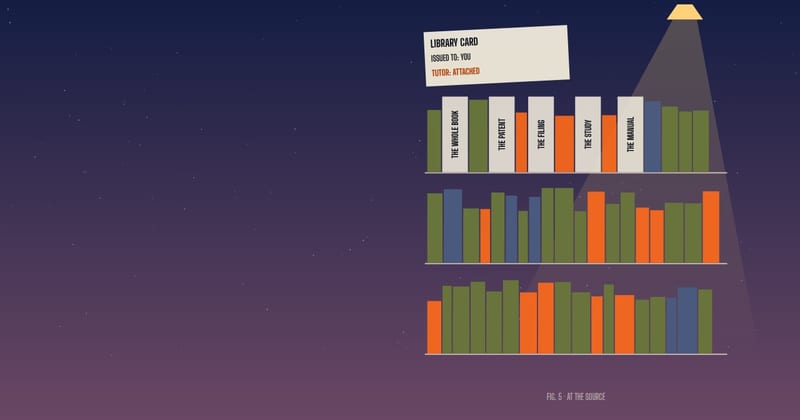 LIBRARY CARD
ISSUED TO: YOU
TUTOR: ATTACHED
THE WHOLE BOOK
THE PATENT
THE FILING
THE STUDY
THE MANUAL
FIG. 5 · AT THE SOURCE